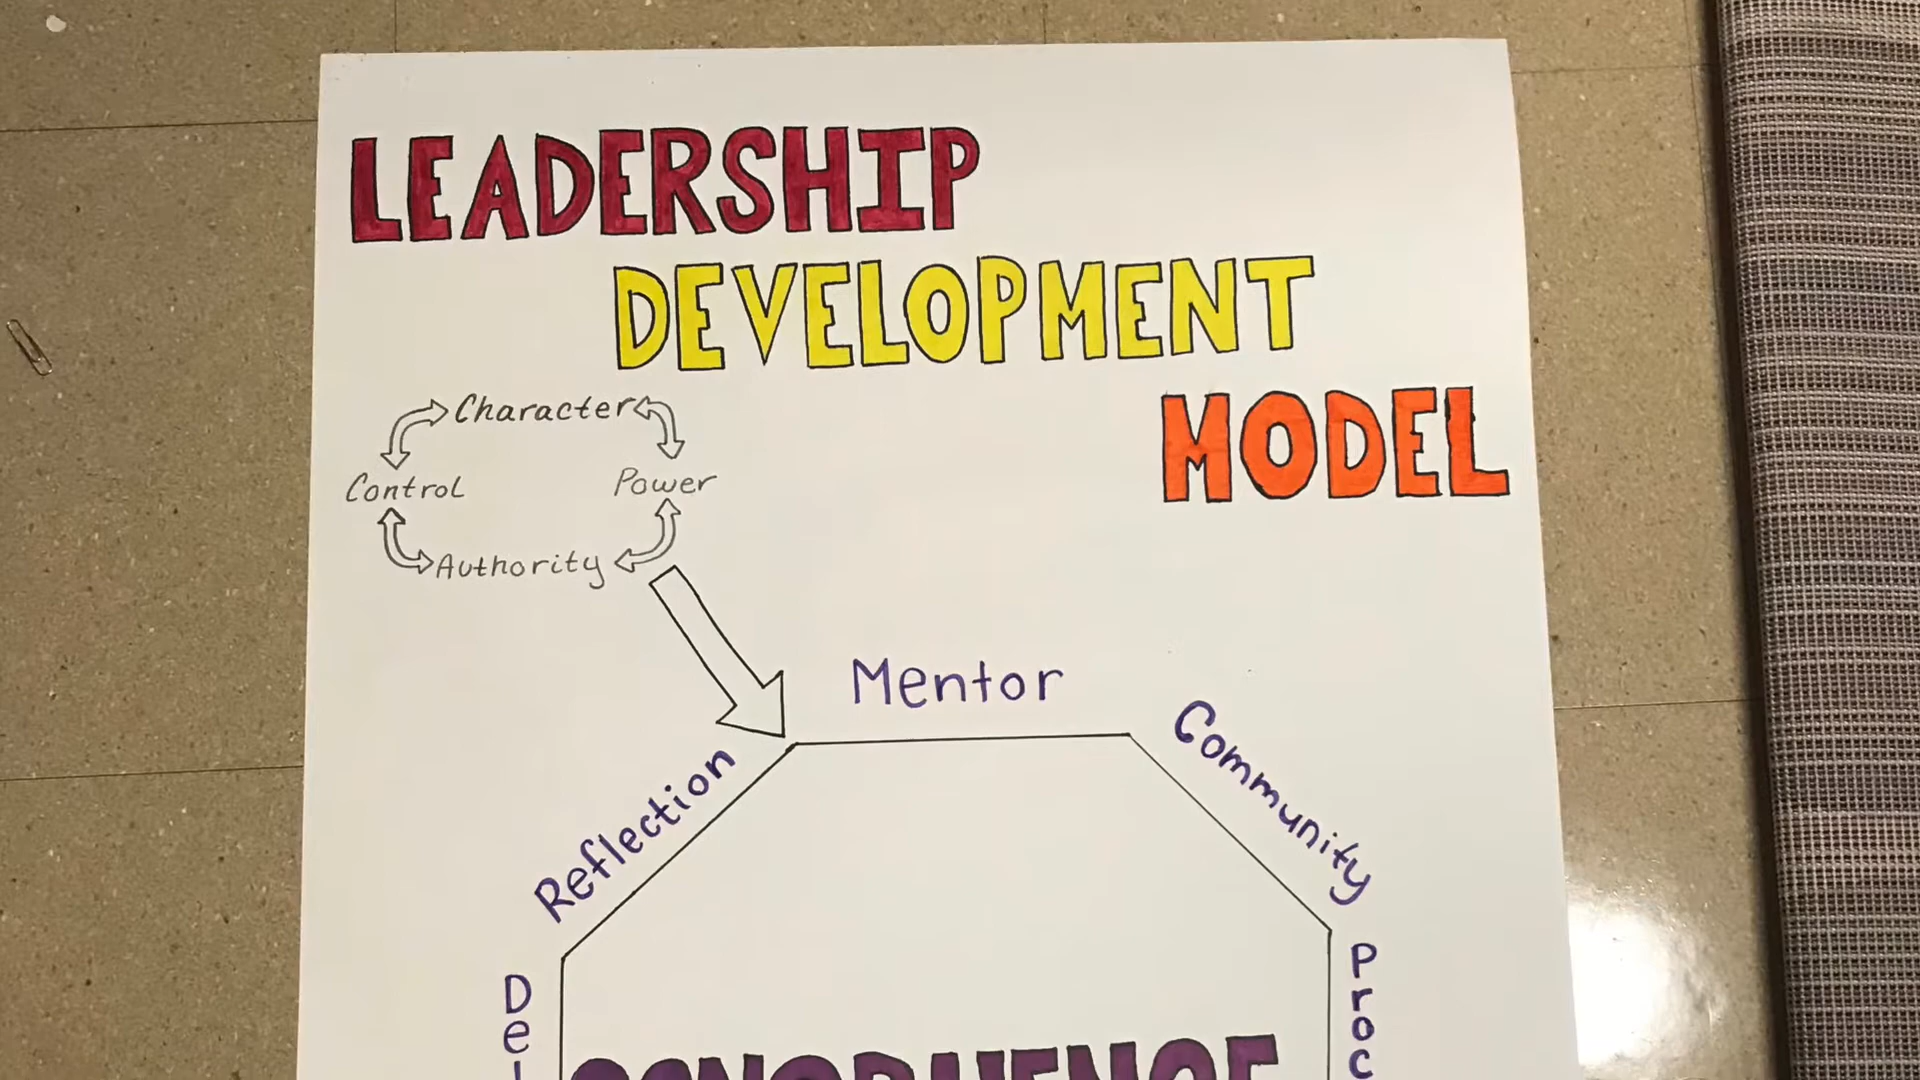 LEADERSHIP
DEVELOPMENT
MODEL
Character
Control
Power
Authority
Mentor
Reflection
Community